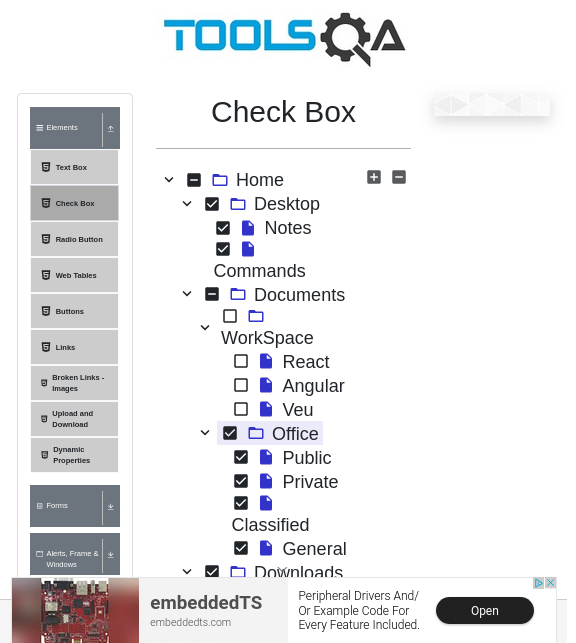 TOOLSQA
Elements
Text Box
Check Box
Radio Button
Web Tables
Buttons
Links
Broken Links -
Images
Upload and
Download
Dynamic
Properties
Forms
Alerts, Frame &
Windows
Check Box
Home
Desktop
Notes
Commands
Documents
WorkSpace
React
Angular
Veu
Office
Public
Private
Classified
General
Downloads
embeddedTS
embeddedts.com
Peripheral Drivers And/
Or Example Code For
Every Feature Included.
Open